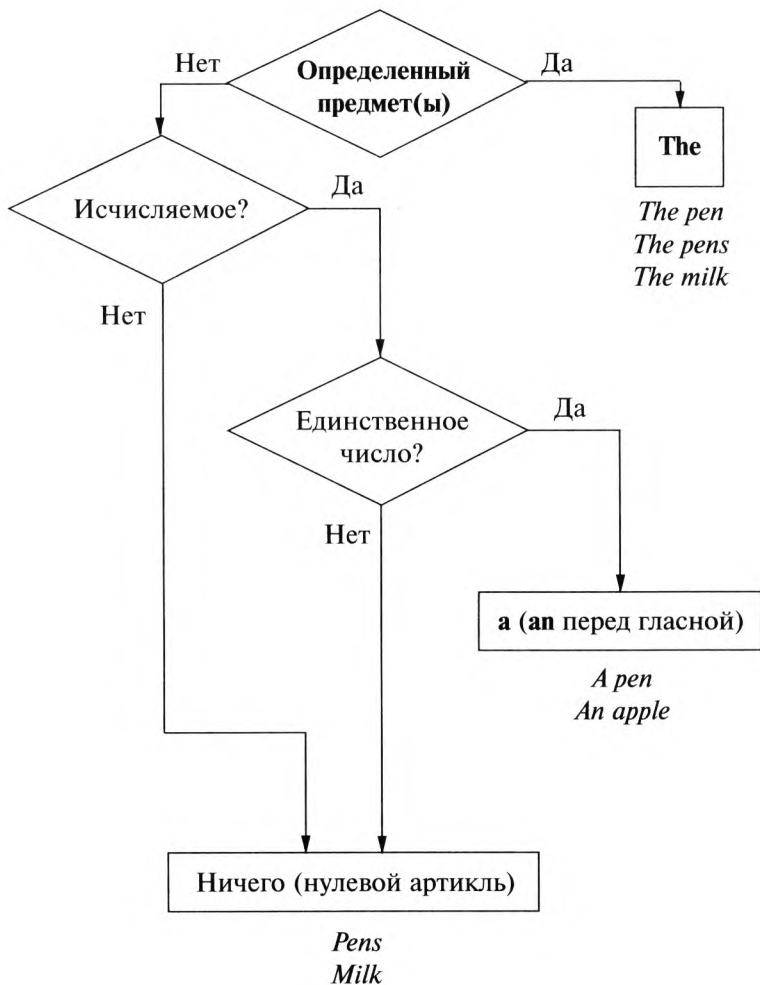 Нет
Определенный
предмет(ы)
Да
The
The pen
The pens
The milk
Исчисляемое?
Да
Нет
Единственное
число?
Да
Нет
a (an перед гласной)
A pen
An apple
Ничего (нулевой артикль)
Pens
Milk